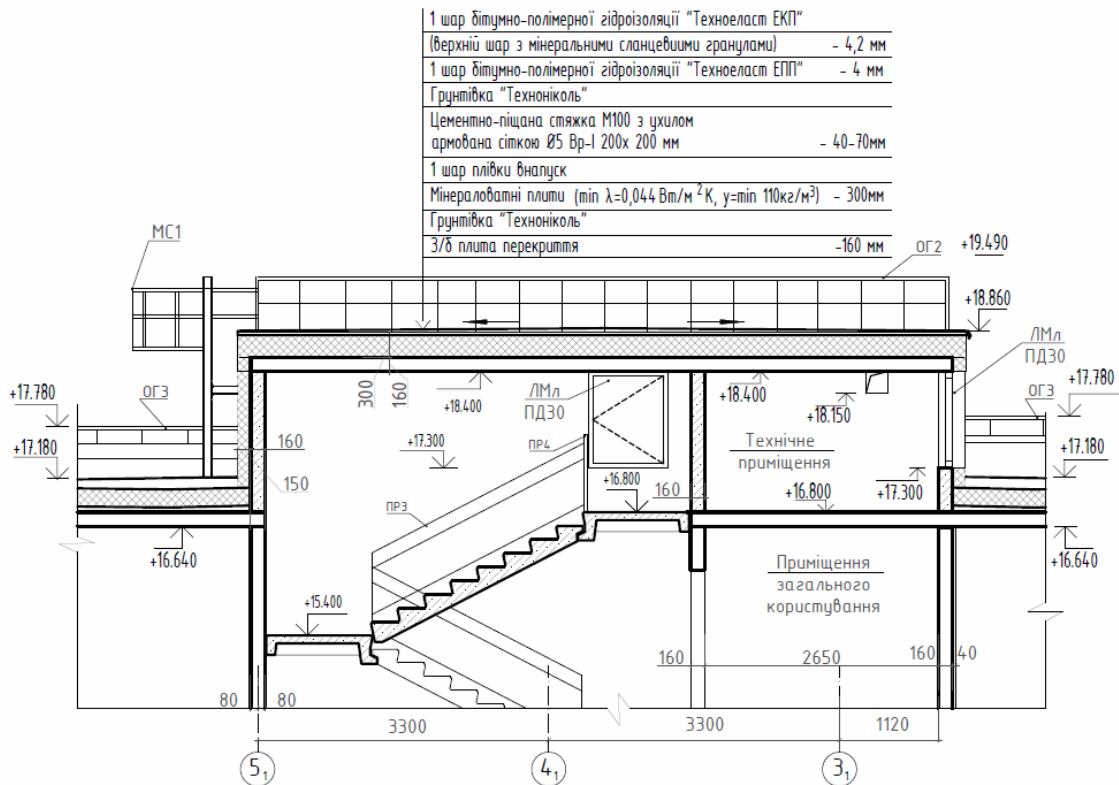 1 шар бітумно-полімерної гідроізоляції "Техноеласт ЕКП"
(верхній шар з мінеральними сланцевиими гранулами) - 4,2 мм
1 шар бітумно-полімерної гідроізоляції "Техноеласт ЕПП" - 4 мм
Грунтівка "Технониколь"
Цементно-піщана стяжка М100 з ухилом
армована сіткою Ø5 Вр-І 200х 200 мм - 40-70мм
1 шар плівки внапуск
Мінераловатні плити (min λ=0,044 Вт/м ² К, у=min 110кг/м³) - 300мм
Грунтівка "Технониколь"
З/б плита перекриття -160 мм
МС1
ОГ2 +19.490
+18.860
ЛМл
ПД30
+17.780 ОГ3
300 160 +18.400
ЛМл
ПД30
+18.400
+18.150
ОГ3 +17.780
+17.180
160
150
+17.300
ПР4
Технічне
приміщення
+17.180
+16.800
160
+16.800
+17.300
ПР3
+16.640
+16.640
Приміщення
загального
користування
+15.400
160 2650 160 40
80 80
3300 3300 1120
5₁ 4₁ 3₁